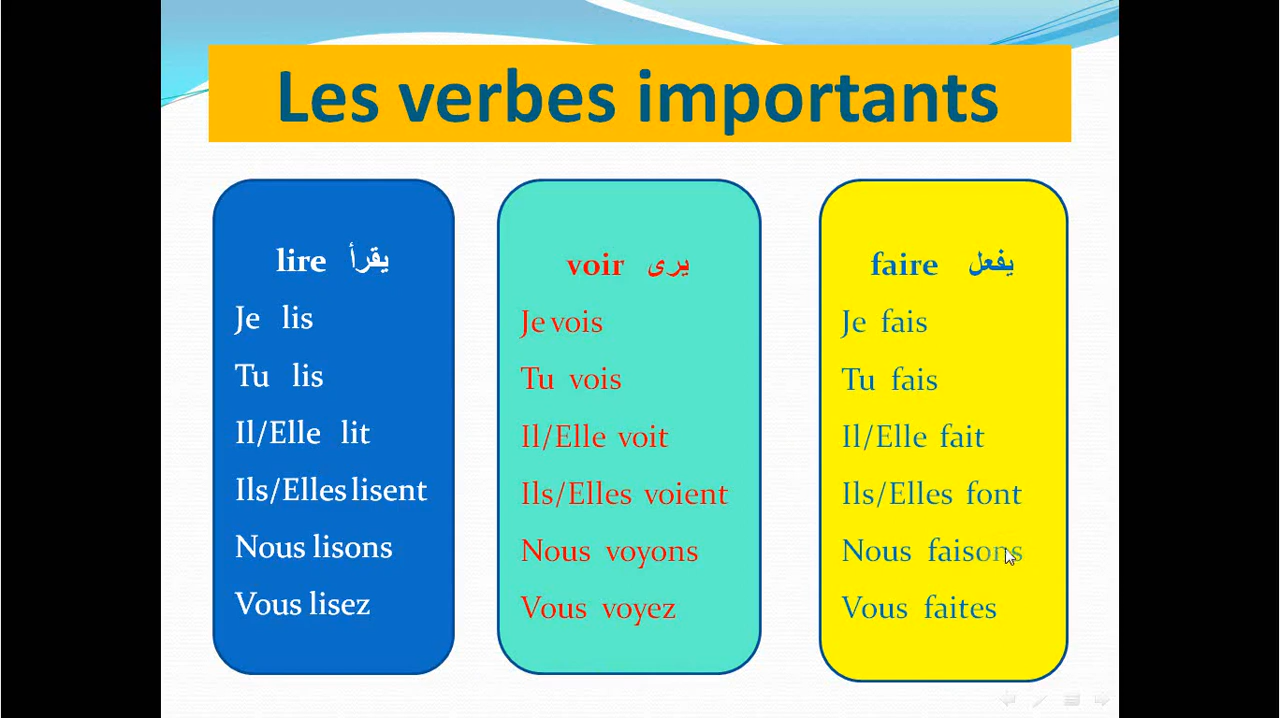 Les verbes importants
lire يقرأ
Je lis
Tu lis
Il/Elle lit
Ils/Elles lisent
Nous lisons
Vous lisez
voir يرى
Je vois
Tu vois
Il/Elle voit
Ils/Elles voient
Nous voyons
Vous voyez
faire يفعل
Je fais
Tu fais
Il/Elle fait
Ils/Elles font
Nous faisons
Vous faites